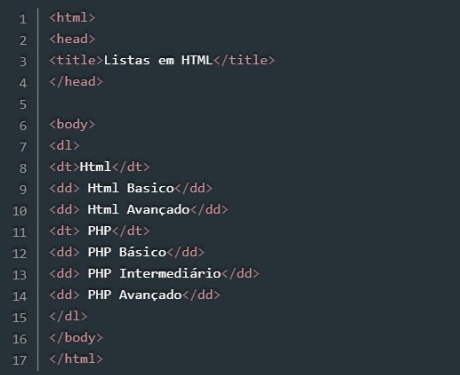 1 <html>
2 <head>
3 <title>Listas em HTML</title>
4 </head>
5
6 <body>
7 <dl>
8 <dt>Html</dt>
9 <dd> Html Basico</dd>
10 <dd> Html Avançado</dd>
11 <dt> PHP</dt>
12 <dd> PHP Básico</dd>
13 <dd> PHP Intermediário</dd>
14 <dd> PHP Avançado</dd>
15 </dl>
16 </body>
17 </html>